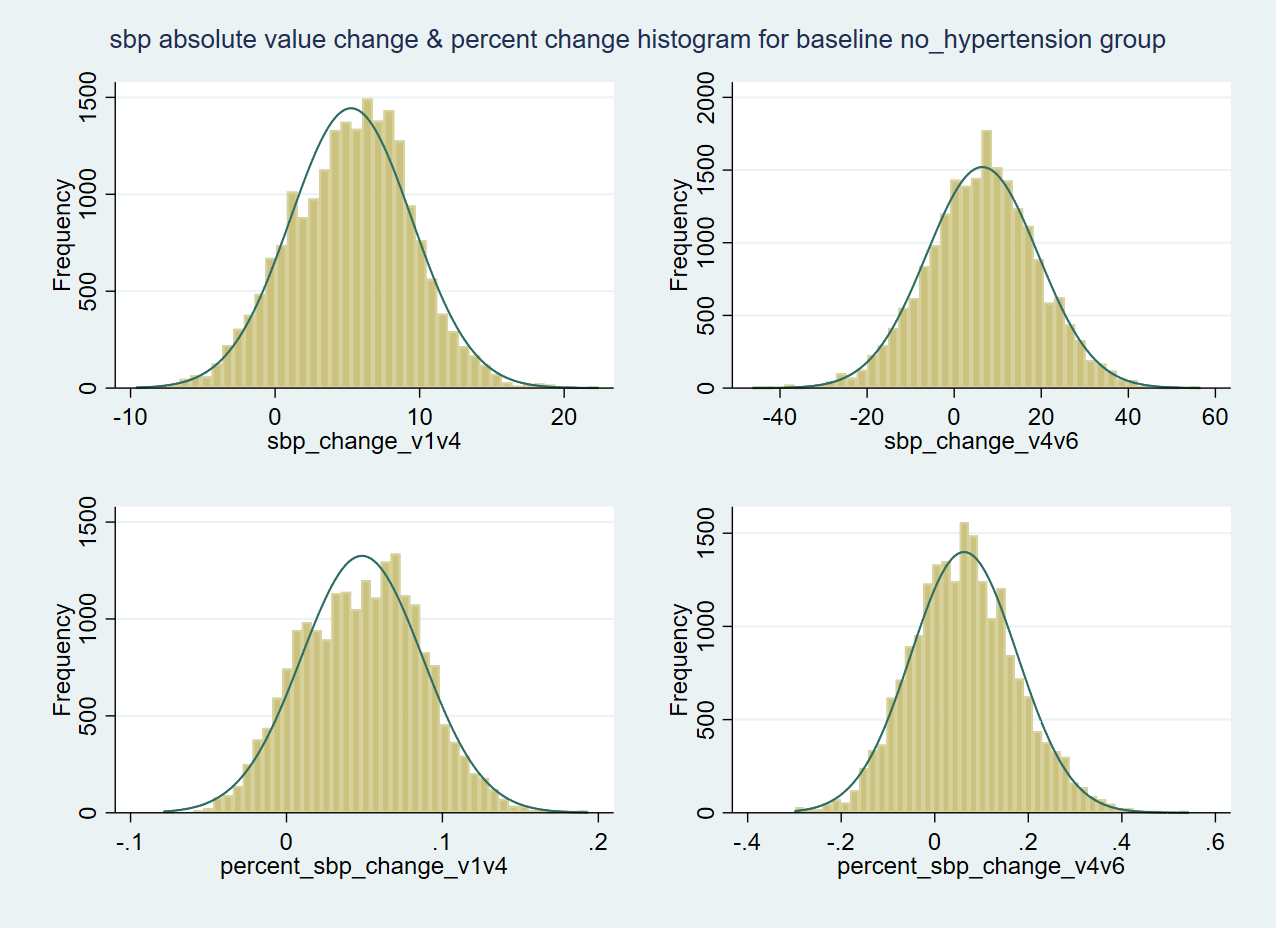 sbp absolute value change & percent change histogram for baseline no_hypertension group
Frequency
1500
1000
500
0
-10 0 10 20
sbp_change_v1v4
Frequency
2000
1500
1000
500
0
-40 -20 0 20 40 60
sbp_change_v4v6
Frequency
1500
1000
500
0
-.1 0 .1 .2
percent_sbp_change_v1v4
Frequency
1500
1000
500
0
-.4 -.2 0 .2 .4 .6
percent_sbp_change_v4v6